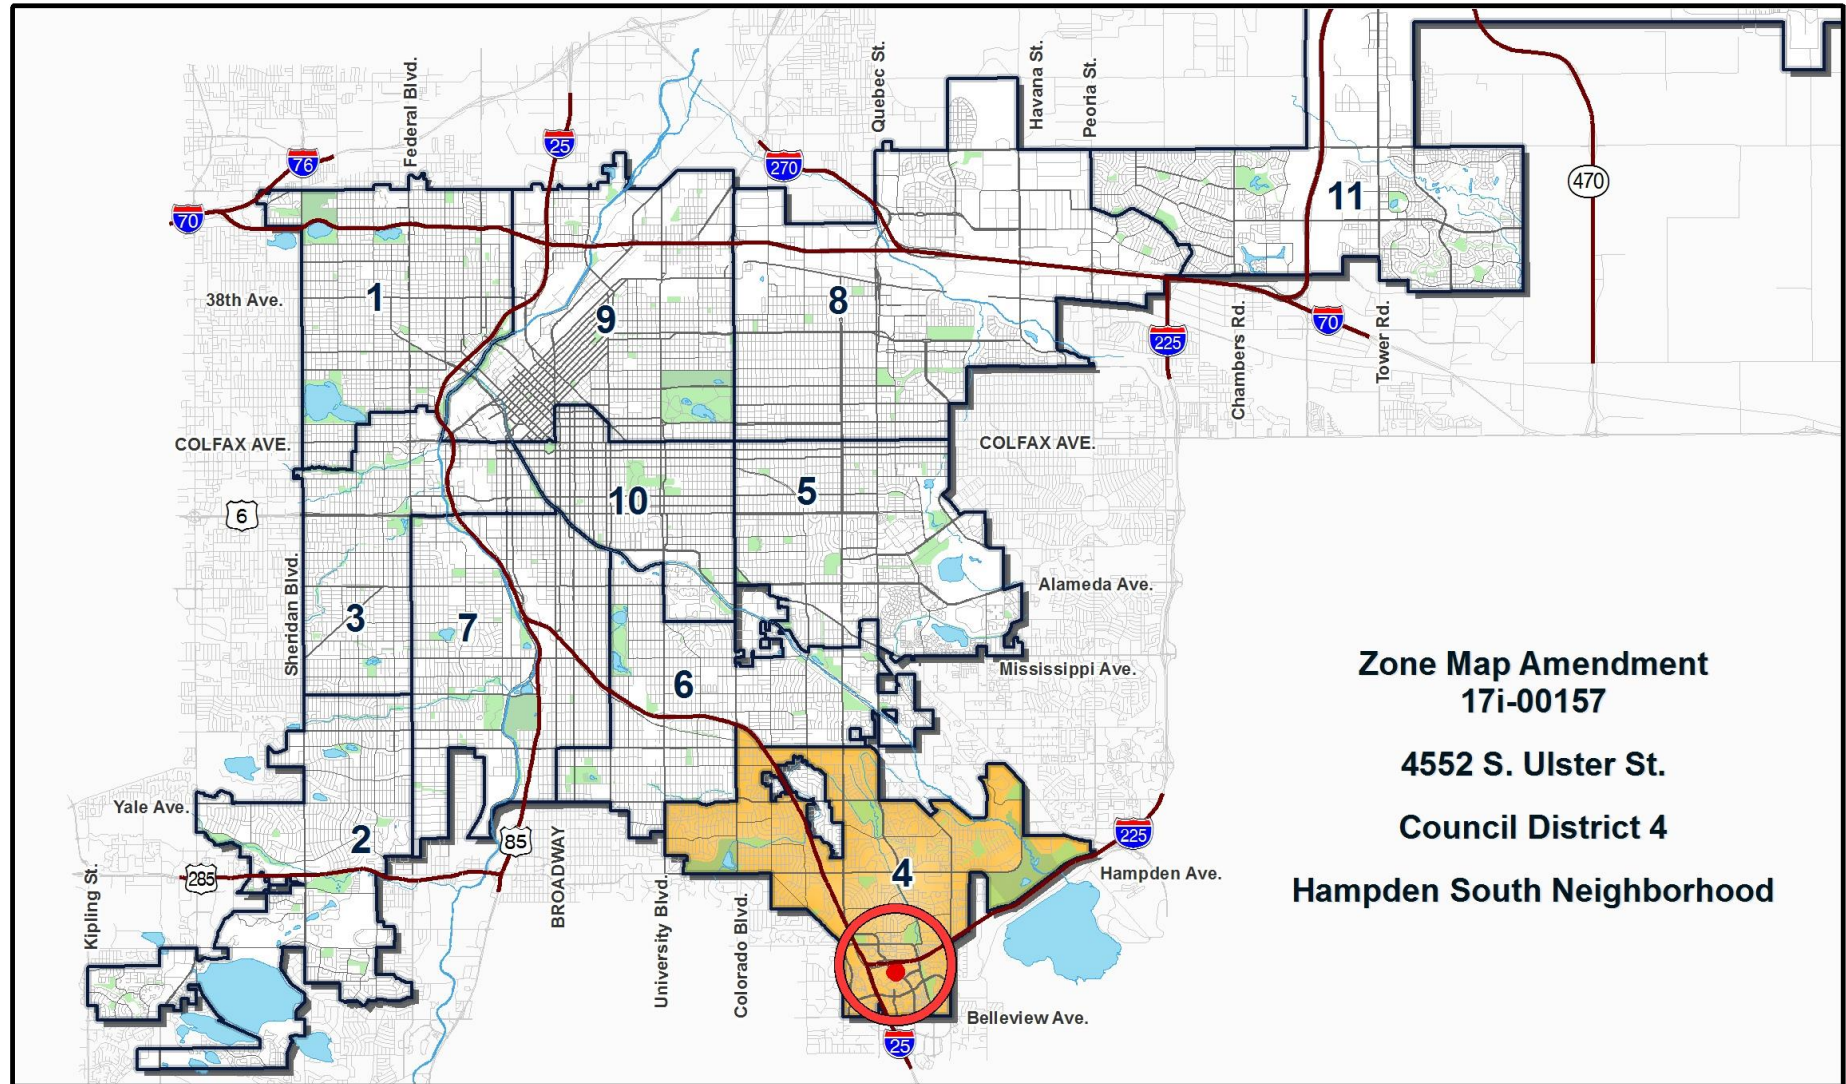 Federal Blvd.
Quebec St.
Havana St.
Peoria St.
76
25
270
70
470
11
38th Ave.
1
9
8
225
Chambers Rd.
70
Tower Rd.
COLFAX AVE.
COLFAX AVE.
6
10
5
Sheridan Blvd.
3
7
Alameda Ave.
Mississippi Ave.
6
Zone Map Amendment
17i-00157
4552 S. Ulster St.
Council District 4
Hampden South Neighborhood
Yale Ave.
2
85
225
285
4
Hampden Ave.
Kipling St.
BROADWAY
University Blvd.
Colorado Blvd.
Belleview Ave.
25